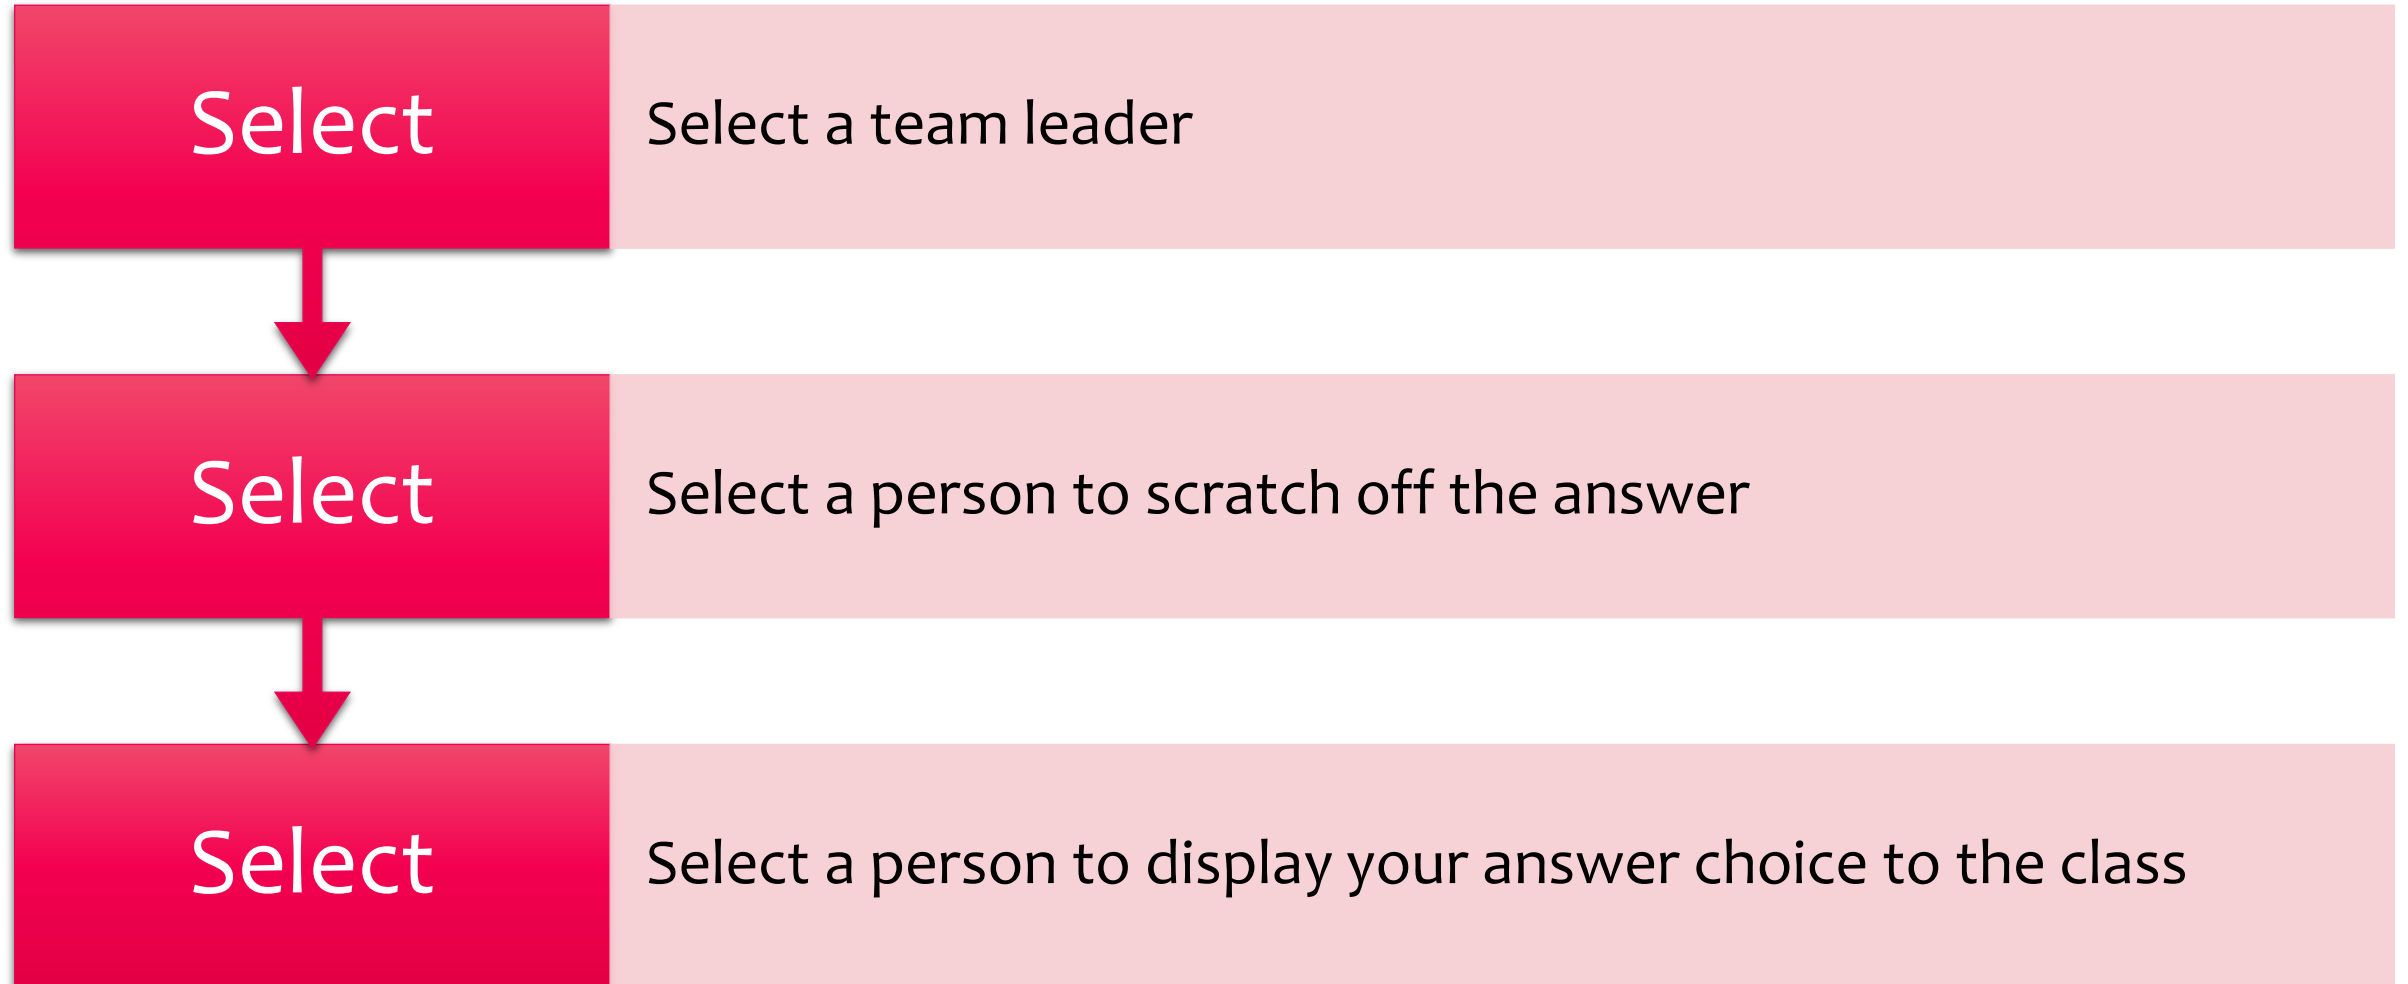 Select
Select a team leader
Select
Select a person to scratch off the answer
Select
Select a person to display your answer choice to the class